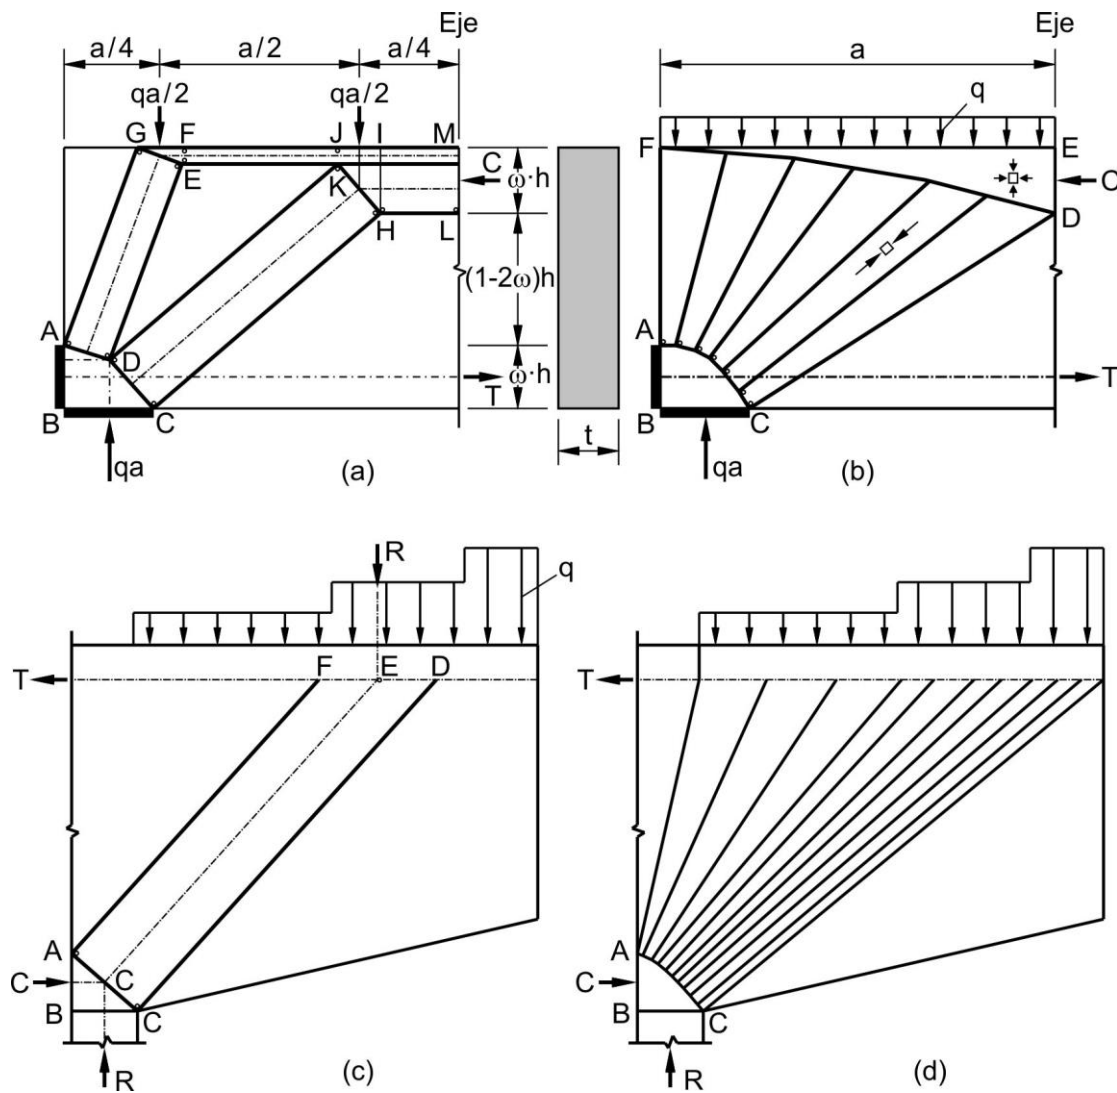 Eje
a/4 a/2 a/4
qa/2 qa/2
G F J I M
E K C ω·h
H L
(1-2ω)h
A
D
ω·h
T
B C
qa
(a)
t
Eje
a
q
F E
C
D
A
T
B C
qa
(b)
R
q
F E D
T
A
C C
B C
R
(c)
T
A
C
B C
R
(d)